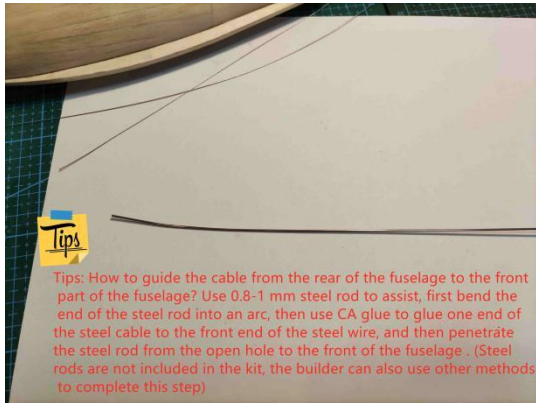 Tips
Tips: How to guide the cable from the rear of the fuselage to the front
part of the fuselage? Use 0.8-1 mm steel rod to assist, first bend the
end of the steel rod into an arc, then use CA glue to glue one end of
the steel cable to the front end of the steel wire, and then penetrate
the steel rod from the open hole to the front of the fuselage . (Steel
rods are not included in the kit, the builder can also use other methods
to complete this step)